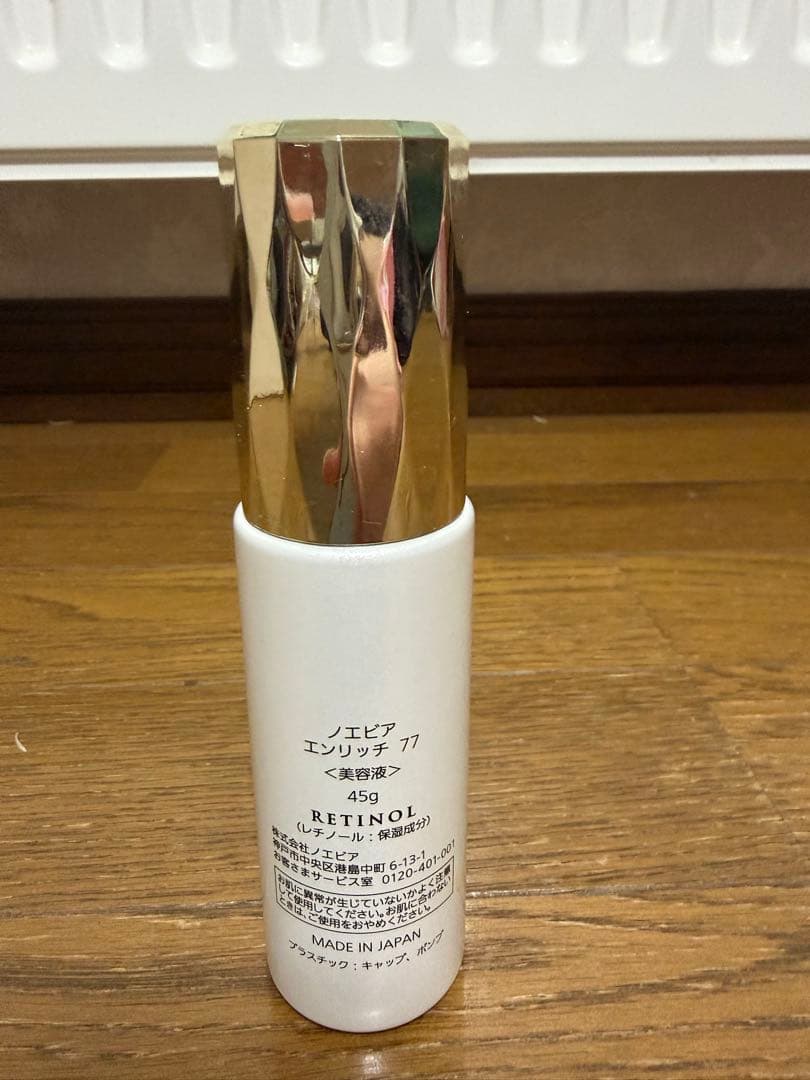 ノエビア
エンリッチ 77
＜美容液＞
45g
RETINOL
(レチノール：保湿成分)
株式会社ノエビア
神戸市中央区港島中町 6-13-1
お客さまサービス室 0120-401-001
お肌に異常が生じていないかよく注意
して使用してください。お肌に合わない
ときは、ご使用をおやめください。
MADE IN JAPAN
プラスチック：キャップ、ポンプ